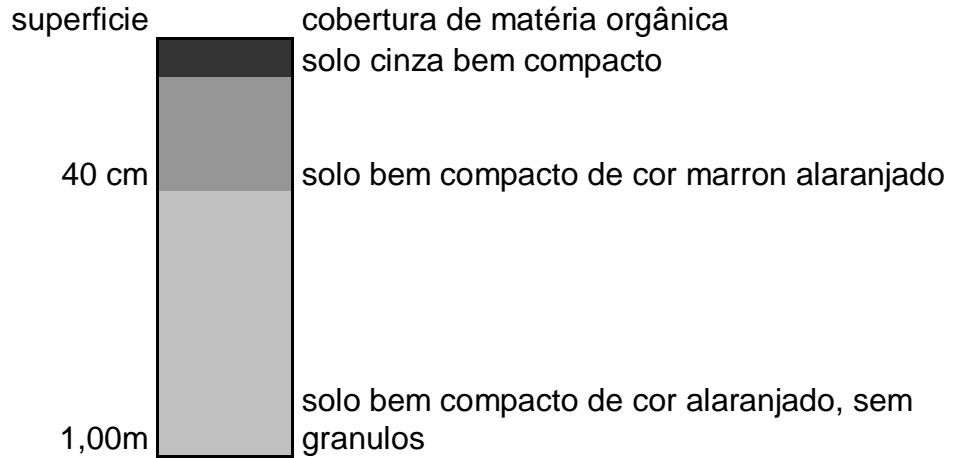 superficie
cobertura de matéria orgânica
solo cinza bem compacto
40 cm
solo bem compacto de cor marron alaranjado
solo bem compacto de cor alaranjado, sem
1,00m
granulos